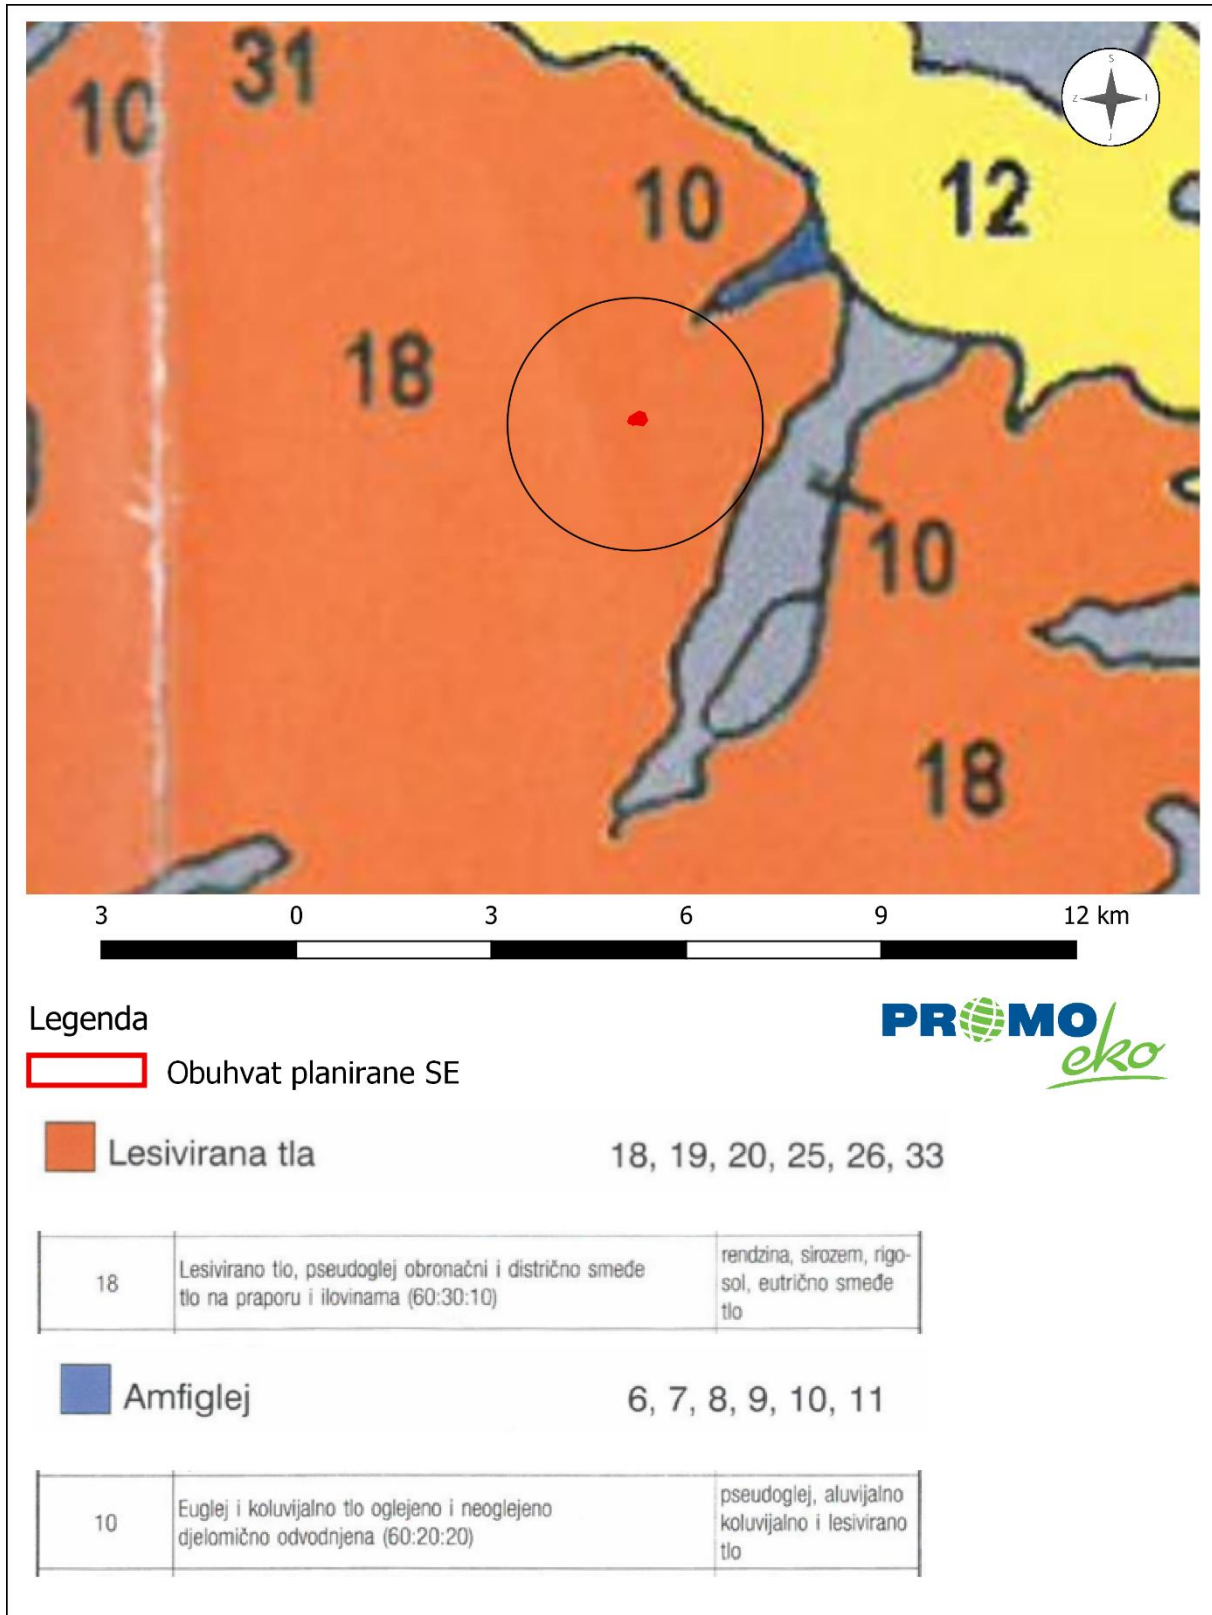 31
10
S
Z
I
J
10
12
18
10
18
3 0 3 6 9 12 km
Legenda
PROMO
eko
Obuhvat planirane SE
Lesivirana tla 18, 19, 20, 25, 26, 33
18
Lesivirano tlo, pseudoglej obronačni i distrično smeđe
tlo na praporu i ilovinama (60:30:10)
rendzina, sirozem, rigo-
sol, eutrično smeđe
tlo
Amfiglej 6, 7, 8, 9, 10, 11
10
Euglej i koluvijalno tlo oglejeno i neoglejeno
djelomično odvodnjena (60:20:20)
pseudoglej, aluvijalno
koluvijalno i lesivirano
tlo